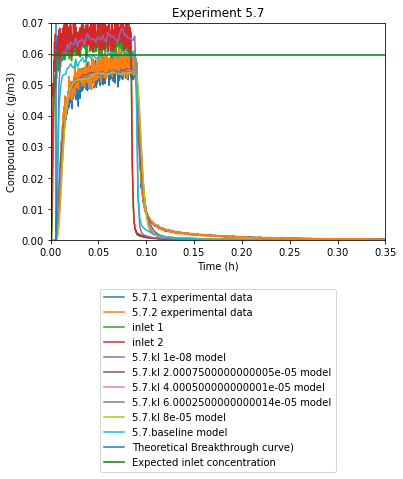 Experiment 5.7
Compound conc. (g/m3)
0.07
0.06
0.05
0.04
0.03
0.02
0.01
0.00
0.00 0.05 0.10 0.15 0.20 0.25 0.30 0.35
Time (h)
5.7.1 experimental data
5.7.2 experimental data
inlet 1
inlet 2
5.7.kl 1e-08 model
5.7.kl 2.0007500000000005e-05 model
5.7.kl 4.000500000000001e-05 model
5.7.kl 6.0002500000000014e-05 model
5.7.kl 8e-05 model
5.7.baseline model
Theoretical Breakthrough curve)
Expected inlet concentration